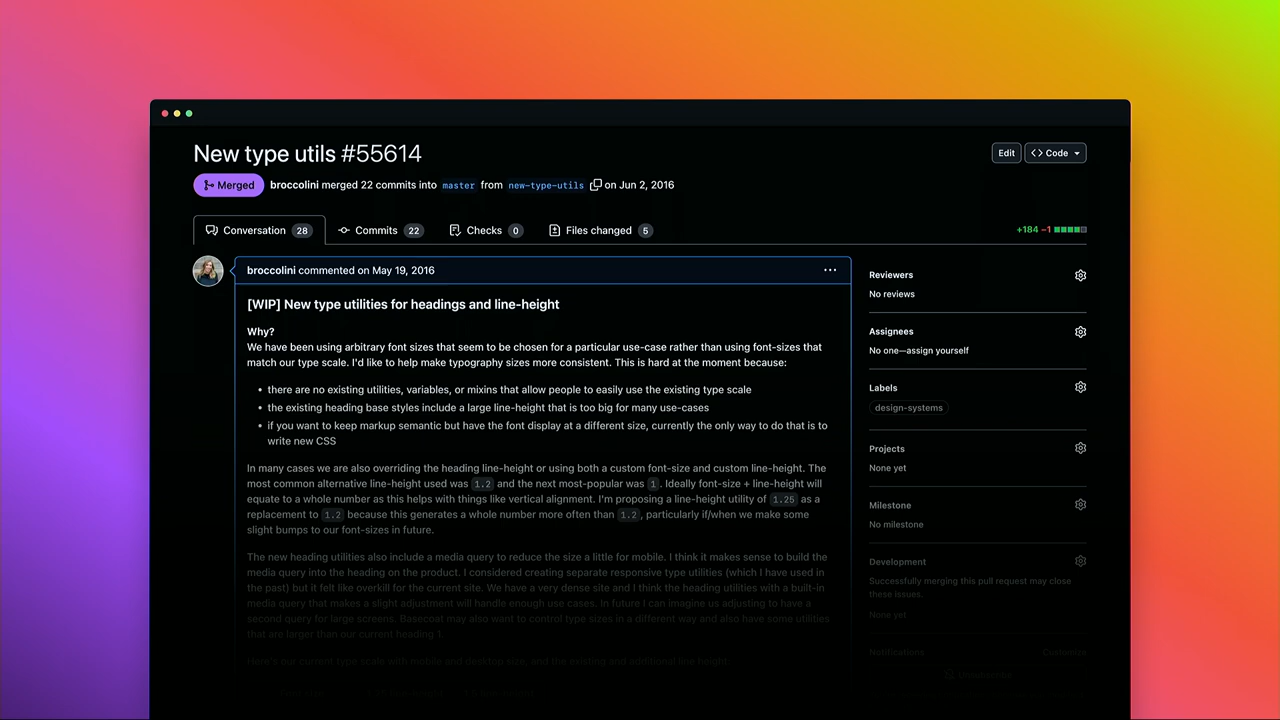 New type utils #55614
Edit
Code
Merged
broccolini merged 22 commits into master from new-type-utils on Jun 2, 2016
Conversation 28
Commits 22
Checks 0
Files changed 5
+184 −1
broccolini commented on May 19, 2016
[WIP] New type utilities for headings and line-height
Why?
We have been using arbitrary font sizes that seem to be chosen for a particular use-case rather than using font-sizes that
match our type scale. I'd like to help make typography sizes more consistent. This is hard at the moment because:
• there are no existing utilities, variables, or mixins that allow people to easily use the existing type scale
• the existing heading base styles include a large line-height that is too big for many use-cases
• if you want to keep markup semantic but have the font display at a different size, currently the only way to do that is to
write new CSS
In many cases we are also overriding the heading line-height or using both a custom font-size and custom line-height. The
most common alternative line-height used was 1.2 and the next most-popular was 1. Ideally font-size + line-height will
equate to a whole number as this helps with things like vertical alignment. I'm proposing a line-height utility of 1.25 as a
replacement to 1.2 because this generates a whole number more often than 1.2, particularly if/when we make some
slight bumps to our font-sizes in future.
The new heading utilities also include a media query to reduce the size a little for mobile. I think it makes sense to build the
media query into the heading on the product. I considered creating separate responsive type utilities (which I have used in
the past) but it felt like overkill for the current site. We have a very dense site and I think the heading utilities with a built-in
media query that makes a slight adjustment will handle enough use cases. In future I can imagine us adjusting to have a
second query for large screens. Basecoat may also want to control type sizes in a different way and also have some utilities
that are larger than our current heading 1.
Here's our current type scale with mobile and desktop size, and the existing and additional line height:
Reviewers
No reviews
Assignees
No one—assign yourself
Labels
design-systems
Projects
None yet
Milestone
No milestone
Development
Successfully merging this pull request may close
these issues.
None yet
Notifications
Customize
Unsubscribe